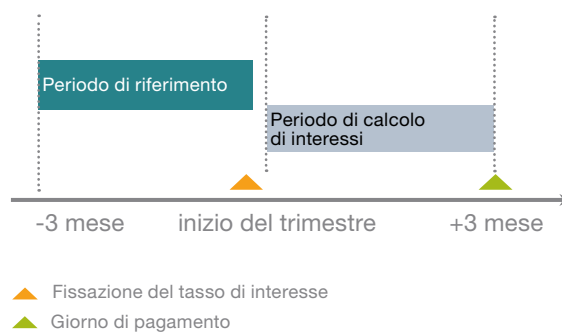 Periodo di riferimento
Periodo di calcolo
di interessi
-3 mese
inizio del trimestre
+3 mese
Fissazione del tasso di interesse
Giorno di pagamento